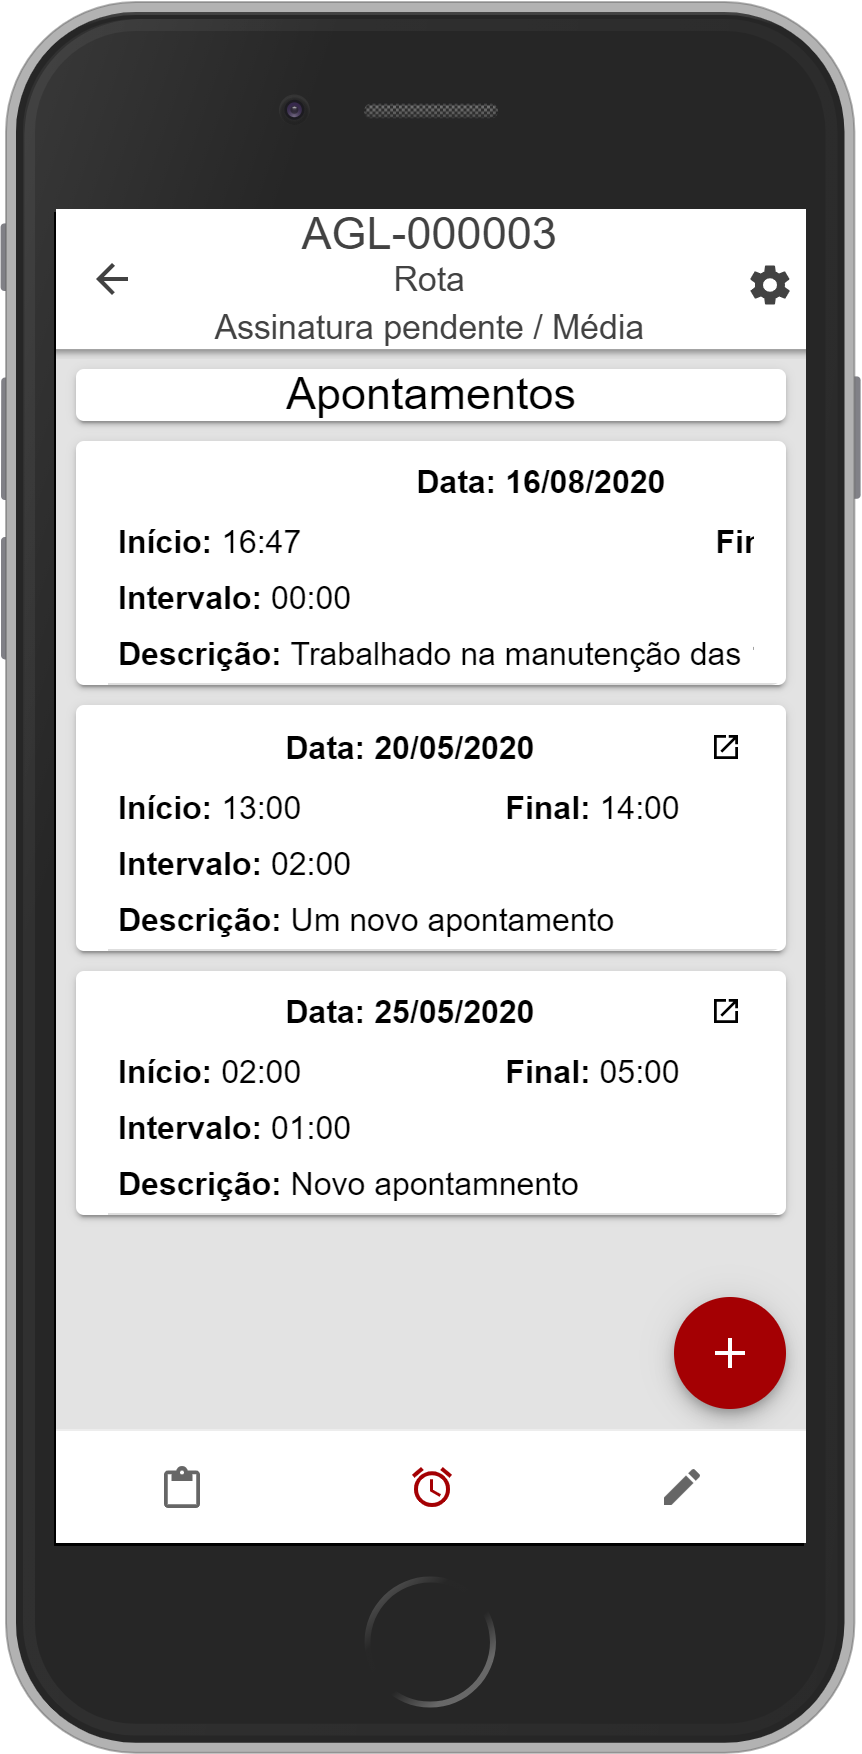 AGL-000003
Rota
Assinatura pendente / Média
Apontamentos
Data: 16/08/2020
Início: 16:47
Intervalo: 00:00
Descrição: Trabalhado na manutenção das
Data: 20/05/2020
Início: 13:00 Final: 14:00
Intervalo: 02:00
Descrição: Um novo apontamento
Data: 25/05/2020
Início: 02:00 Final: 05:00
Intervalo: 01:00
Descrição: Novo apontamnento